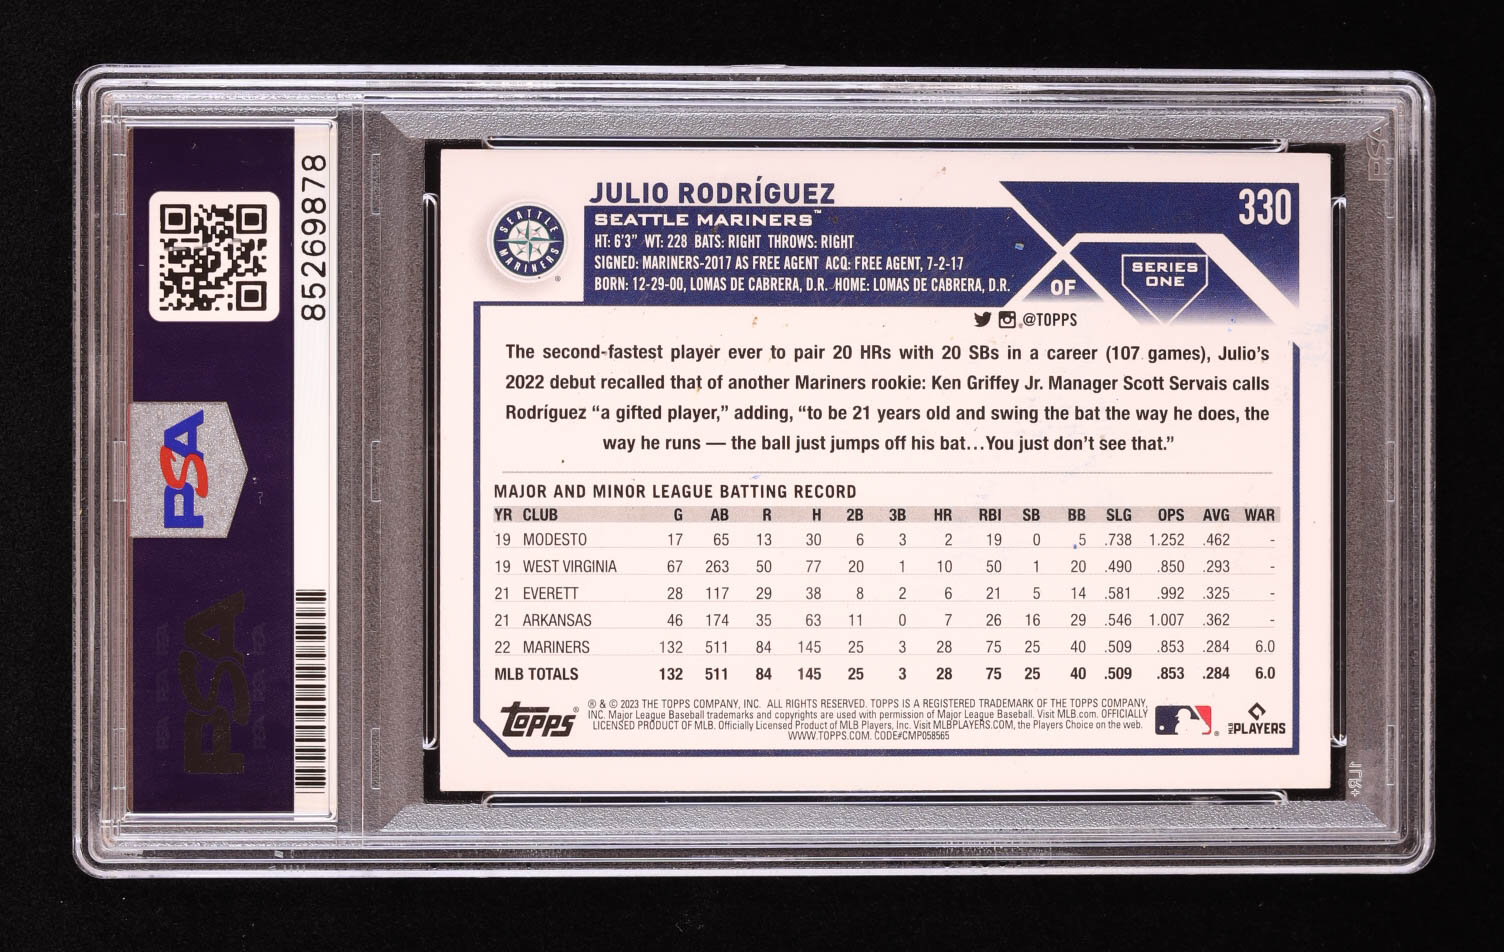 85269878
PSA
PSA
JULIO RODRÍGUEZ
SEATTLE MARINERS™
HT: 6'3" WT: 228 BATS: RIGHT THROWS: RIGHT
SIGNED: MARINERS-2017 AS FREE AGENT ACQ: FREE AGENT, 7-2-17
BORN: 12-29-00, LOMAS DE CABRERA, D.R. HOME: LOMAS DE CABRERA, D.R.
SEATTLE
MARINERS
330
OF
SERIES
ONE
@TOPPS
The second-fastest player ever to pair 20 HRs with 20 SBs in a career (107 games), Julio's
2022 debut recalled that of another Mariners rookie: Ken Griffey Jr. Manager Scott Servais calls
Rodríguez "a gifted player," adding, "to be 21 years old and swing the bat the way he does, the
way he runs — the ball just jumps off his bat...You just don't see that."
MAJOR AND MINOR LEAGUE BATTING RECORD
YR CLUB G AB R H 2B 3B HR RBI SB BB SLG OPS AVG WAR
19 MODESTO 17 65 13 30 6 3 2 19 0 5 .738 1.252 .462 -
19 WEST VIRGINIA 67 263 50 77 20 1 10 50 1 20 .490 .850 .293 -
21 EVERETT 28 117 29 38 8 2 6 21 5 14 .581 .992 .325 -
21 ARKANSAS 46 174 35 63 11 0 7 26 16 29 .546 1.007 .362 -
22 MARINERS 132 511 84 145 25 3 28 75 25 40 .509 .853 .284 6.0
MLB TOTALS 132 511 84 145 25 3 28 75 25 40 .509 .853 .284 6.0
Topps®
® & © 2023 THE TOPPS COMPANY, INC. ALL RIGHTS RESERVED. TOPPS IS A REGISTERED TRADEMARK OF THE TOPPS COMPANY,
INC. Major League Baseball trademarks and copyrights are used with permission of Major League Baseball. Visit MLB.com. OFFICIALLY
LICENSED PRODUCT OF MLB. Officially Licensed Product of MLB Players, Inc. Visit MLBPLAYERS.COM, the Players Choice on the web.
WWW.TOPPS.COM. CODE#CMP058565
MLB PLAYERS